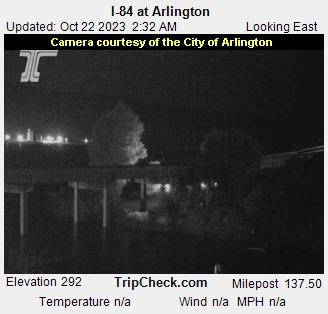 I-84 at Arlington
Updated: Oct 22 2023 2:32 AM Looking East
Camera courtesy of the City of Arlington
Elevation 292 TripCheck.com Milepost 137.50
Temperature n/a Wind n/a MPH n/a